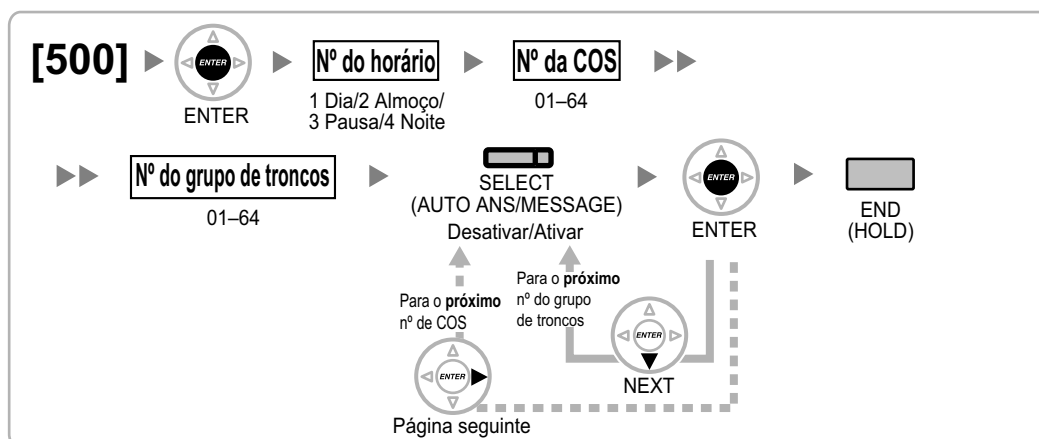 [500]
ENTER
ENTER
Nº do horário
1 Dia/2 Almoço/
3 Pausa/4 Noite
Nº da COS
01–64
Nº do grupo de troncos
01–64
SELECT
(AUTO ANS/MESSAGE)
Desativar/Ativar
ENTER
ENTER
END
(HOLD)
Para o próximo
nº de COS
Para o próximo
nº do grupo
de troncos
ENTER
Página seguinte
ENTER
NEXT